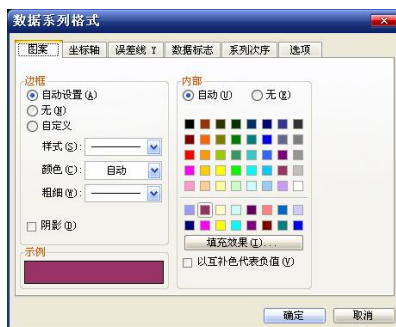 数据系列格式
图案 坐标轴 误差线 Y 数据标志 系列次序 选项
边框
自动设置(A)
无(N)
自定义
样式(S):
颜色(C): 自动
粗细(W):
阴影(D)
示例
内部
自动(U) 无(E)
填充效果(I)...
以互补色代表负值(V)
确定 取消